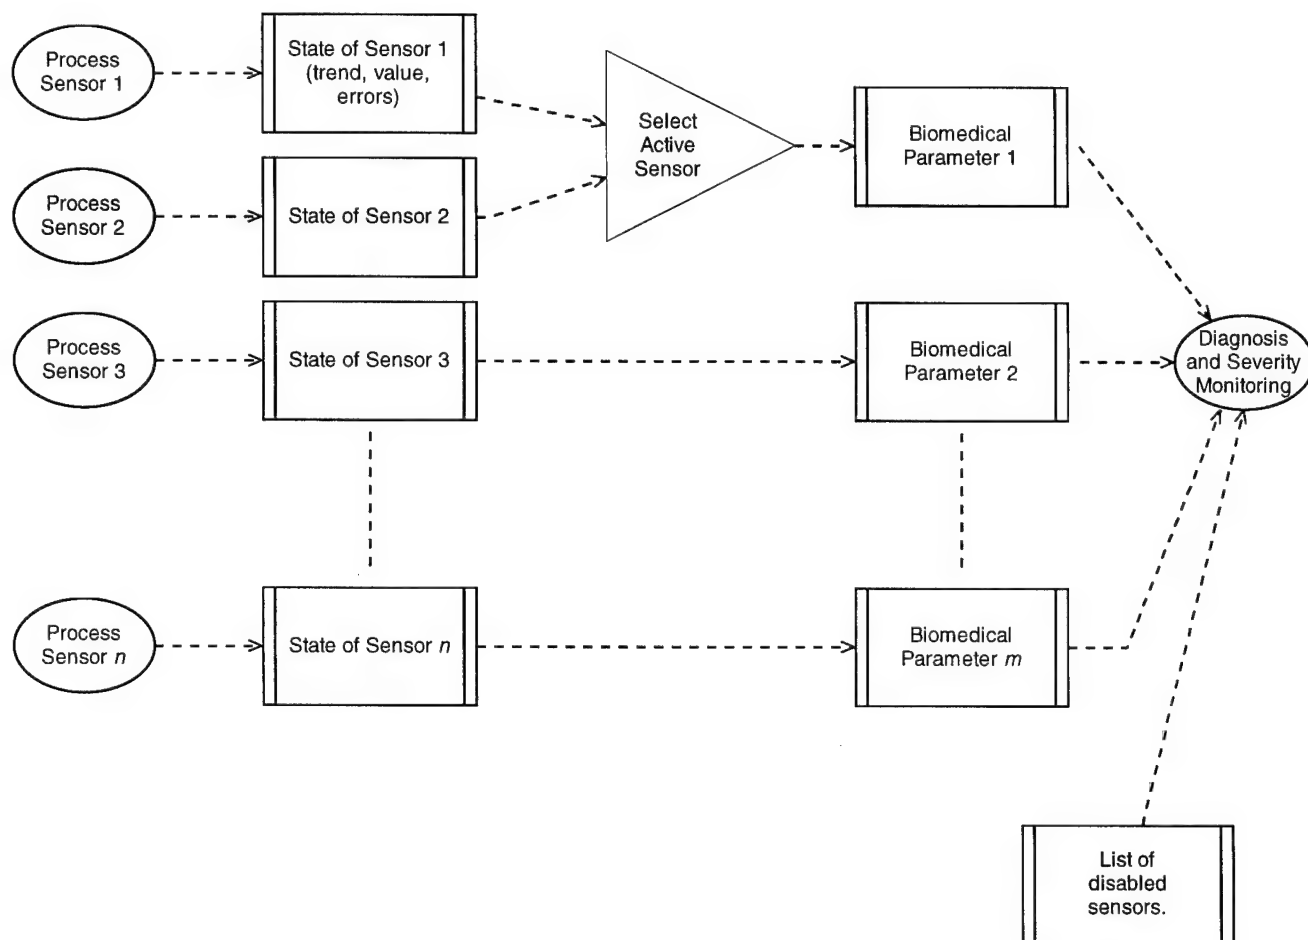 Process
Sensor 1
State of Sensor 1
(trend, value,
errors)
Select
Active
Sensor
Biomedical
Parameter 1
Process
Sensor 2
State of Sensor 2
Process
Sensor 3
State of Sensor 3
Biomedical
Parameter 2
Diagnosis
and Severity
Monitoring
Process
Sensor n
State of Sensor n
Biomedical
Parameter m
List of
disabled
sensors.